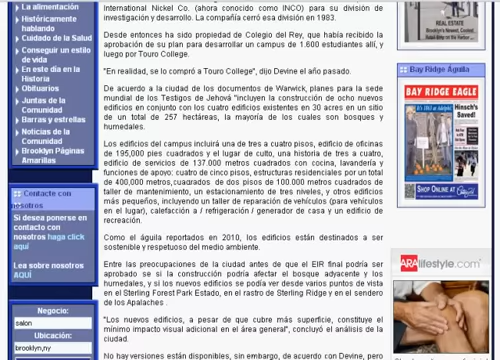 La alimentación
Históricamente
hablando
Cuidado de la Salud
Conseguir un estilo
de vida
En este día en la
Historia
Obituarios
Juntas de la
Comunidad
Barras y estrellas
Noticias de la
Comunidad
Brooklyn Páginas
Amarillas
Contacte con
nosotros
Si desea ponerse en
contacto con
nosotros haga click
aquí
Lea sobre nosotros
AQUÍ
Negocio:
salon
Ubicación:
brooklyn,ny
International Nickel Co. (ahora conocido como INCO) para su división de
investigación y desarrollo. La compañía cerró esa división en 1983.
Desde entonces ha sido propiedad de Colegio del Rey, que había recibido la
aprobación de su plan para desarrollar un campus de 1.600 estudiantes allí, y
luego por Touro College.
"En realidad, se lo compró a Touro College", dijo Devine el año pasado.
De acuerdo a la ciudad de los documentos de Warwick, planes para la sede
mundial de los Testigos de Jehová "incluyen la construcción de ocho nuevos
edificios en conjunto con los cuatro edificios existentes en 30 acres en un sitio
de un total de 257 hectáreas, la mayoría de los cuales son bosques y
humedales.
Los edificios del campus incluirá una de tres a cuatro pisos, edificio de oficinas
de 195,000 pies cuadrados y el lugar de culto, una historia de tres a cuatro,
edificio de servicios de 137.000 metros cuadrados con cocina, lavandería y
funciones de apoyo; cuatro de cinco pisos, estructuras residenciales por un total
de 400,000 metros,cuadrados de dos pisos de 100.000 metros cuadrados de
taller de mantenimiento, un estacionamiento de tres niveles, y otros edificios
más pequeños, incluyendo un taller de reparación de vehículos (para vehículos
en el lugar), calefacción a / refrigeración / generador de casa y un edificio de
recreación.
Como el águila reportados en 2010, los edificios están destinados a ser
sostenible y respetuoso del medio ambiente.
Entre las preocupaciones de la ciudad antes de que el EIR final podría ser
aprobado se si la construcción podría afectar el bosque adyacente y los
humedales, y si los nuevos edificios se podía ver desde varios puntos de vista
en el Sterling Forest Park Estado, en el rastro de Sterling Ridge y en el sendero
de los Apalaches .
"Los nuevos edificios, a pesar de que cubre más superficie, constituye el
mínimo impacto visual adicional en el área general", concluyó el análisis de la
ciudad.
No hay versiones están disponibles, sin embargo, de acuerdo con Devine, pero
REAL ESTATE
Bay Ridge Águila
BAY RIDGE EAGLE
Hinsch's
Saved!
SHOP ONLINE at
ARAlifestyle.com